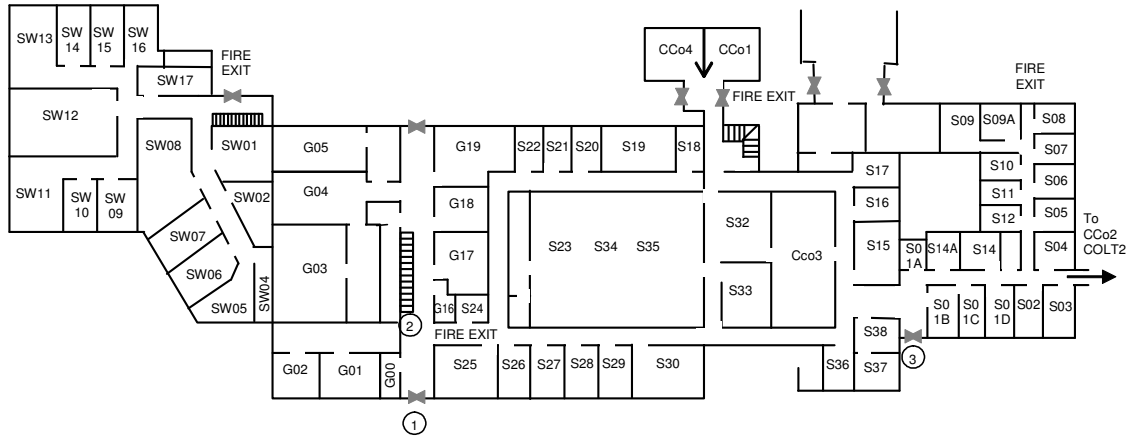 SW13
SW
14
SW
15
SW
16
FIRE
EXIT
SW17
CCo4
CCo1
FIRE EXIT
FIRE
EXIT
SW12
SW08
SW01
G05
G19
S22
S21
S20
S19
S18
S09
S09A
S08
S07
S17
S10
S06
SW11
SW
10
SW
09
SW02
G04
G18
S16
S11
S05
S12
SW07
SW06
SW05
SW04
G03
G17
S23
S34
S35
S32
Cco3
S15
S0
1A
S14A
S14
S04
To
CCo2
COLT2
S33
G16
S24
S0
1B
S0
1C
S0
1D
S02
S03
2
FIRE EXIT
S38
3
G02
G01
G00
S25
S26
S27
S28
S29
S30
S36
S37
1